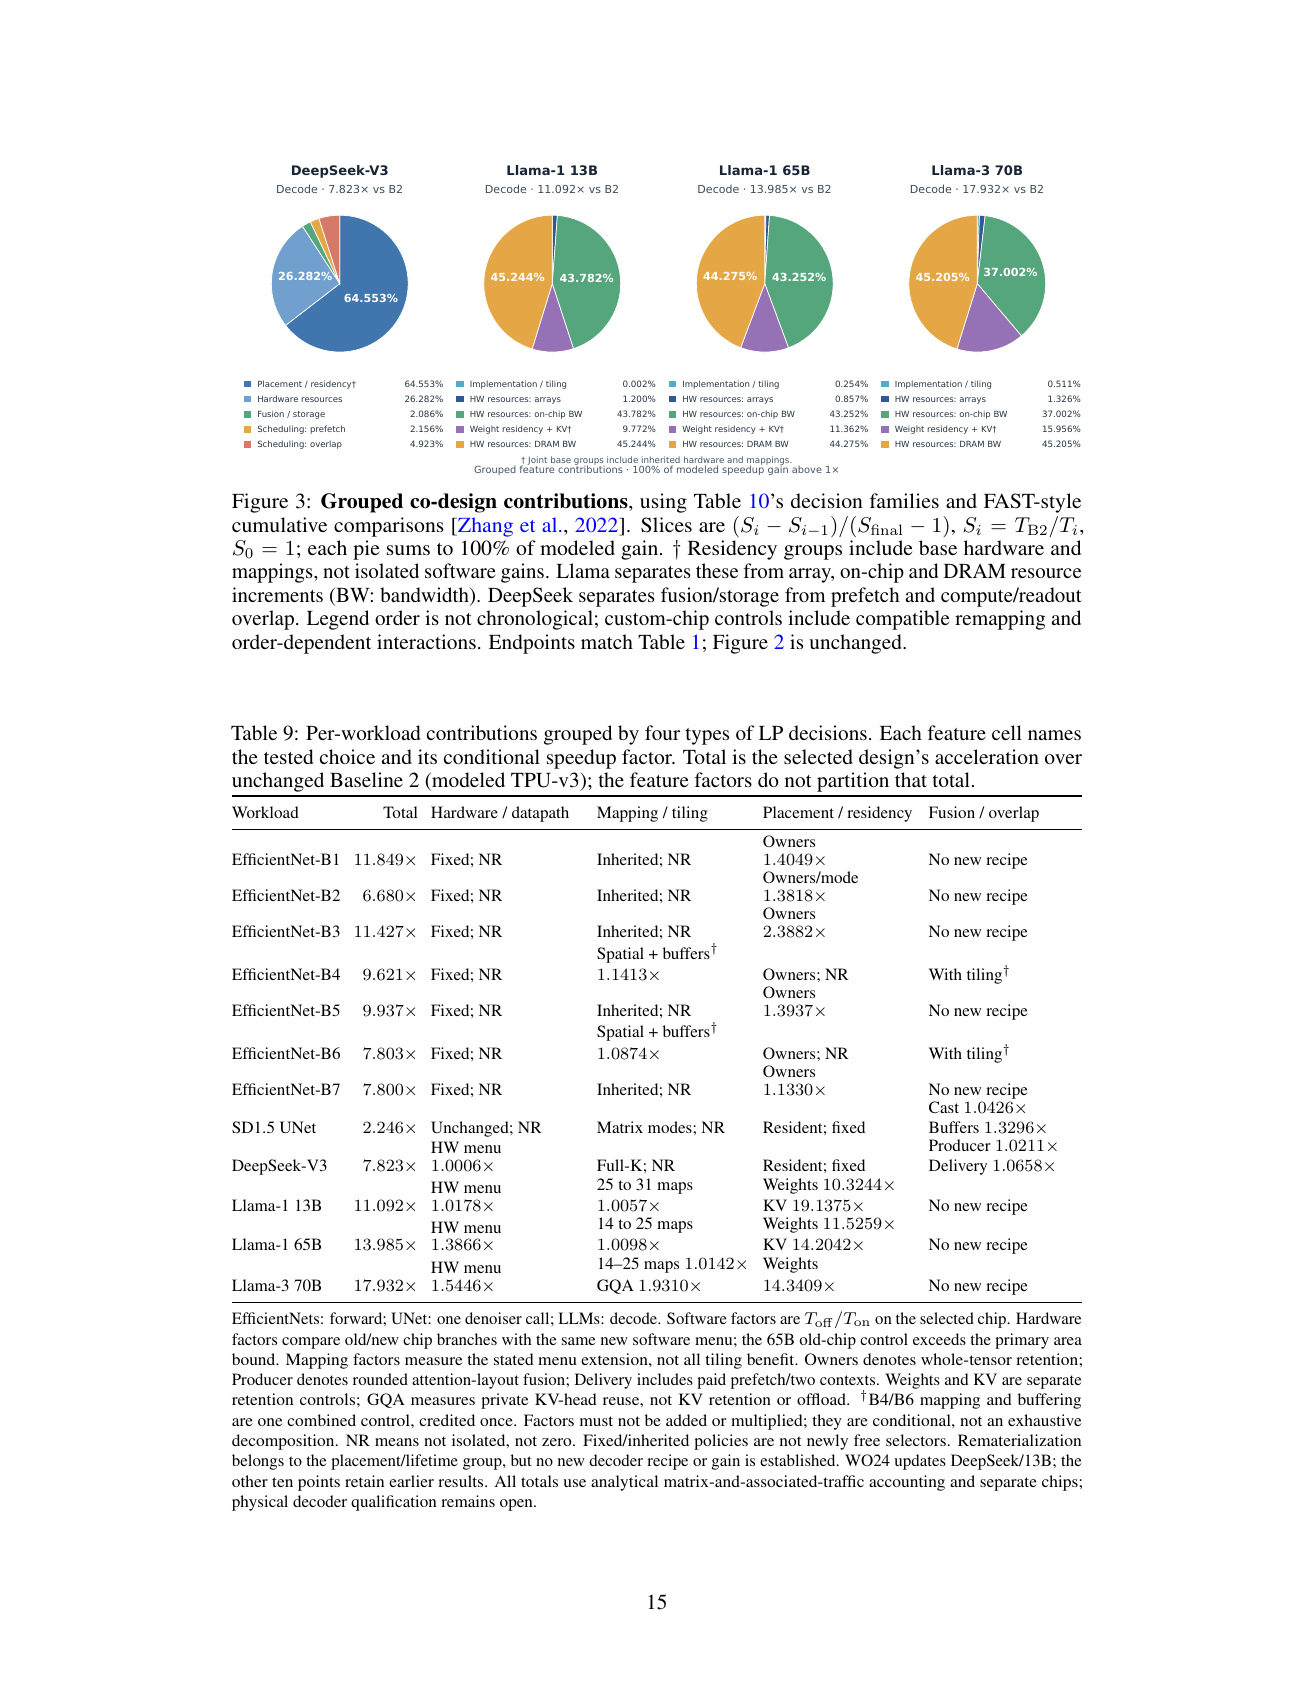 DeepSeek-V3
Decode · 7.823× vs B2
Llama-1 13B
Decode · 11.092× vs B2
Llama-1 65B
Decode · 13.985× vs B2
Llama-3 70B
Decode · 17.932× vs B2
26.282%
64.553%
45.244%
43.782%
44.275%
43.252%
45.205%
37.002%
Placement / residency† 64.553%
Hardware resources 26.282%
Fusion / storage 2.086%
Scheduling: prefetch 2.156%
Scheduling: overlap 4.923%
Implementation / tiling 0.002%
HW resources: arrays 1.200%
HW resources: on-chip BW 43.782%
Weight residency + KV† 9.772%
HW resources: DRAM BW 45.244%
Implementation / tiling 0.254%
HW resources: arrays 0.857%
HW resources: on-chip BW 43.252%
Weight residency + KV† 11.362%
HW resources: DRAM BW 44.275%
Implementation / tiling 0.511%
HW resources: arrays 1.326%
HW resources: on-chip BW 37.002%
Weight residency + KV† 15.956%
HW resources: DRAM BW 45.205%
† Joint base groups include inherited hardware and mappings.
Grouped feature contributions · 100% of modeled speedup gain above 1×
Figure 3: Grouped co-design contributions, using Table 10's decision families and FAST-style
cumulative comparisons [Zhang et al., 2022]. Slices are (Sᵢ − Sᵢ₋₁)/(S_final − 1), Sᵢ = T_B2/Tᵢ,
S₀ = 1; each pie sums to 100% of modeled gain. † Residency groups include base hardware and
mappings, not isolated software gains. Llama separates these from array, on-chip and DRAM resource
increments (BW: bandwidth). DeepSeek separates fusion/storage from prefetch and compute/readout
overlap. Legend order is not chronological; custom-chip controls include compatible remapping and
order-dependent interactions. Endpoints match Table 1; Figure 2 is unchanged.
Table 9: Per-workload contributions grouped by four types of LP decisions. Each feature cell names
the tested choice and its conditional speedup factor. Total is the selected design's acceleration over
unchanged Baseline 2 (modeled TPU-v3); the feature factors do not partition that total.
Workload Total Hardware / datapath Mapping / tiling Placement / residency Fusion / overlap
Owners
EfficientNet-B1 11.849× Fixed; NR Inherited; NR 1.4049× No new recipe
Owners/mode
EfficientNet-B2 6.680× Fixed; NR Inherited; NR 1.3818× No new recipe
Owners
EfficientNet-B3 11.427× Fixed; NR Inherited; NR 2.3882× No new recipe
Spatial + buffers†
EfficientNet-B4 9.621× Fixed; NR 1.1413× Owners; NR With tiling†
Owners
EfficientNet-B5 9.937× Fixed; NR Inherited; NR 1.3937× No new recipe
Spatial + buffers†
EfficientNet-B6 7.803× Fixed; NR 1.0874× Owners; NR With tiling†
Owners
EfficientNet-B7 7.800× Fixed; NR Inherited; NR 1.1330× No new recipe
Cast 1.0426×
SD1.5 UNet 2.246× Unchanged; NR Matrix modes; NR Resident; fixed Buffers 1.3296×
HW menu Producer 1.0211×
DeepSeek-V3 7.823× 1.0006× Full-K; NR Resident; fixed Delivery 1.0658×
HW menu 25 to 31 maps Weights 10.3244×
Llama-1 13B 11.092× 1.0178× 1.0057× KV 19.1375× No new recipe
HW menu 14 to 25 maps Weights 11.5259×
Llama-1 65B 13.985× 1.3866× 1.0098× KV 14.2042× No new recipe
HW menu 14–25 maps 1.0142× Weights
Llama-3 70B 17.932× 1.5446× GQA 1.9310× 14.3409× No new recipe
EfficientNets: forward; UNet: one denoiser call; LLMs: decode. Software factors are T_off/T_on on the selected chip. Hardware
factors compare old/new chip branches with the same new software menu; the 65B old-chip control exceeds the primary area
bound. Mapping factors measure the stated menu extension, not all tiling benefit. Owners denotes whole-tensor retention;
Producer denotes rounded attention-layout fusion; Delivery includes paid prefetch/two contexts. Weights and KV are separate
retention controls; GQA measures private KV-head reuse, not KV retention or offload. †B4/B6 mapping and buffering
are one combined control, credited once. Factors must not be added or multiplied; they are conditional, not an exhaustive
decomposition. NR means not isolated, not zero. Fixed/inherited policies are not newly free selectors. Rematerialization
belongs to the placement/lifetime group, but no new decoder recipe or gain is established. WO24 updates DeepSeek/13B; the
other ten points retain earlier results. All totals use analytical matrix-and-associated-traffic accounting and separate chips;
physical decoder qualification remains open.
15